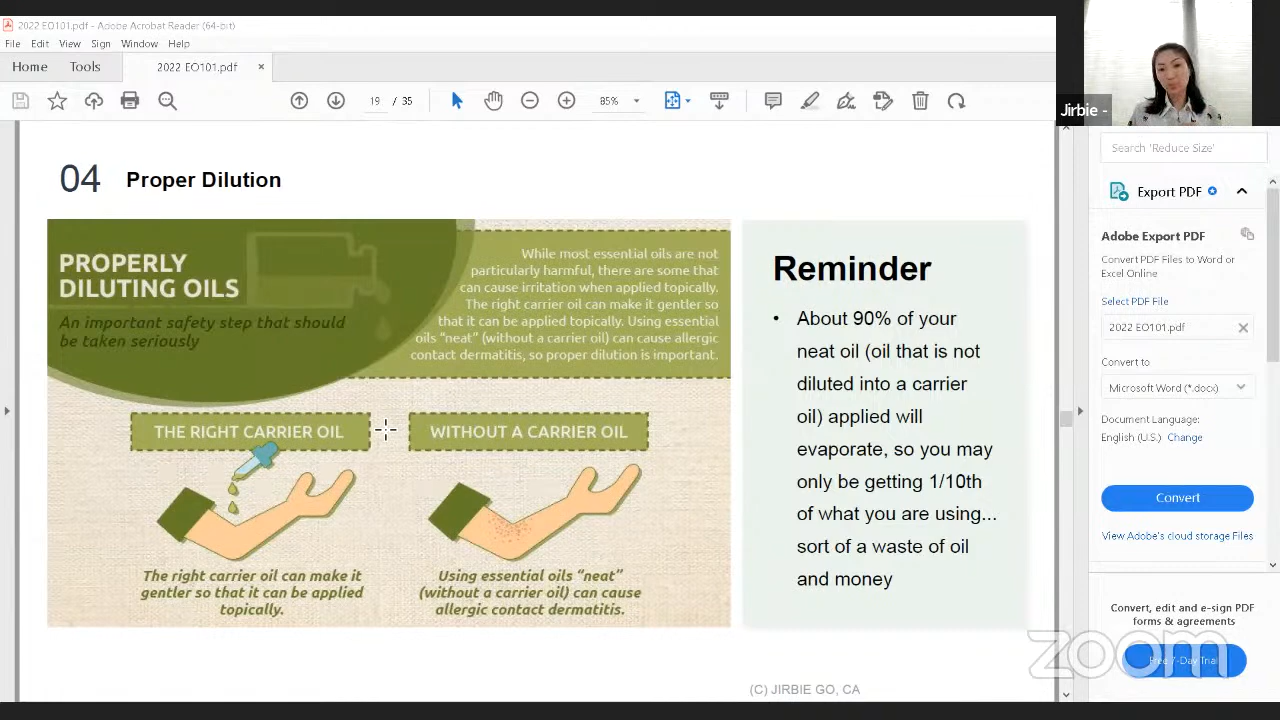 2022 EO101.pdf - Adobe Acrobat Reader (64-bit)
File Edit View Sign Window Help
Home Tools 2022 EO101.pdf ×
19 / 35 85%
Jirbie -
04 Proper Dilution
PROPERLY
DILUTING OILS
An important safety step that should
be taken seriously
While most essential oils are not
particularly harmful, there are some that
can cause irritation when applied topically.
The right carrier oil can make it gentler so
that it can be applied topically. Using essential
oils “neat” (without a carrier oil) can cause allergic
contact dermatitis, so proper dilution is important.
THE RIGHT CARRIER OIL
WITHOUT A CARRIER OIL
The right carrier oil can make it
gentler so that it can be applied
topically.
Using essential oils “neat”
(without a carrier oil) can cause
allergic contact dermatitis.
Reminder
• About 90% of your
neat oil (oil that is not
diluted into a carrier
oil) applied will
evaporate, so you may
only be getting 1/10th
of what you are using...
sort of a waste of oil
and money
(C) JIRBIE GO, CA
Search 'Reduce Size'
Export PDF
Adobe Export PDF
Convert PDF Files to Word or
Excel Online
Select PDF File
2022 EO101.pdf
Convert to
Microsoft Word (*.docx)
Document Language:
English (U.S.) Change
Convert
View Adobe's cloud storage Files
Convert, edit and e-sign PDF
forms & agreements
Free 7-Day Trial
zoom